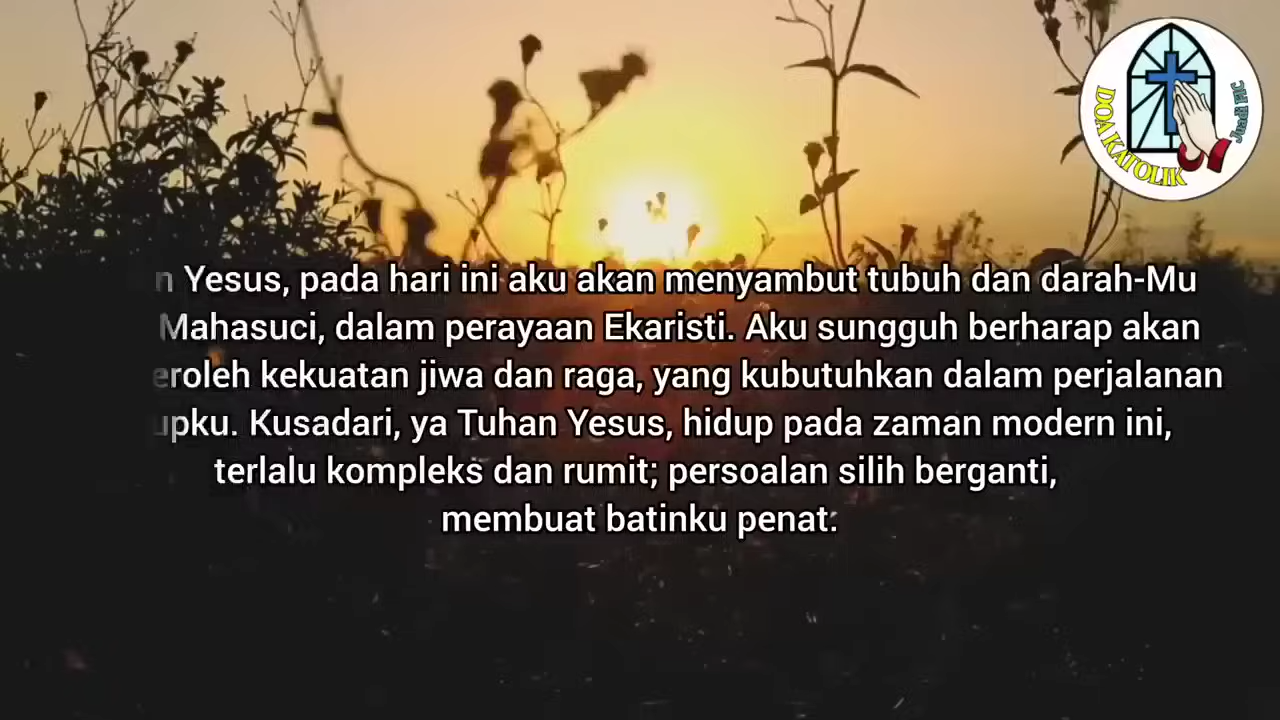 Yesus, pada hari ini aku akan menyambut tubuh dan darah-Mu
Mahasuci, dalam perayaan Ekaristi. Aku sungguh berharap akan
kekuatan jiwa dan raga, yang kubutuhkan dalam perjalanan
Kusadari, ya Tuhan Yesus, hidup pada zaman modern ini,
terlalu kompleks dan rumit; persoalan silih berganti,
membuat batinku penat.
DOA KATOLIK
Juadi FIC